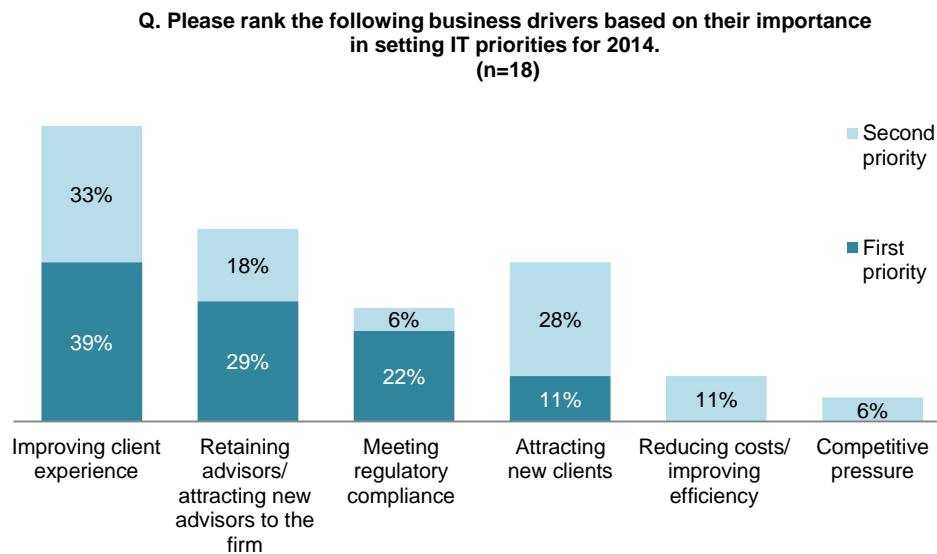 Q. Please rank the following business drivers based on their importance
in setting IT priorities for 2014.
(n=18)
Second
priority
First
priority
33%
39%
18%
29%
6%
22%
28%
11%
11%
6%
Improving client
experience
Retaining
advisors/
attracting new
advisors to the
firm
Meeting
regulatory
compliance
Attracting
new clients
Reducing costs/
improving
efficiency
Competitive
pressure